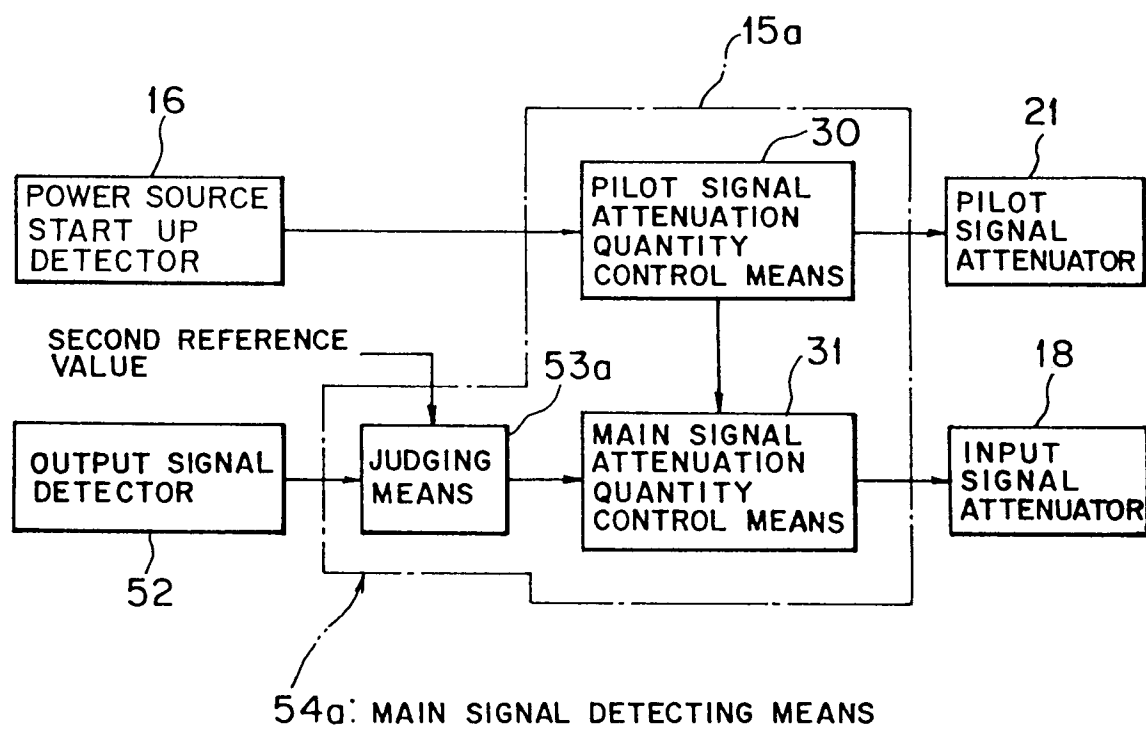 15a
16
30
21
POWER SOURCE
START UP
DETECTOR
PILOT SIGNAL
ATTENUATION
QUANTITY
CONTROL MEANS
PILOT
SIGNAL
ATTENUATOR
SECOND REFERENCE
VALUE
53a
31
18
OUTPUT SIGNAL
DETECTOR
JUDGING
MEANS
MAIN SIGNAL
ATTENUATION
QUANTITY
CONTROL MEANS
INPUT
SIGNAL
ATTENUATOR
52
54a: MAIN SIGNAL DETECTING MEANS